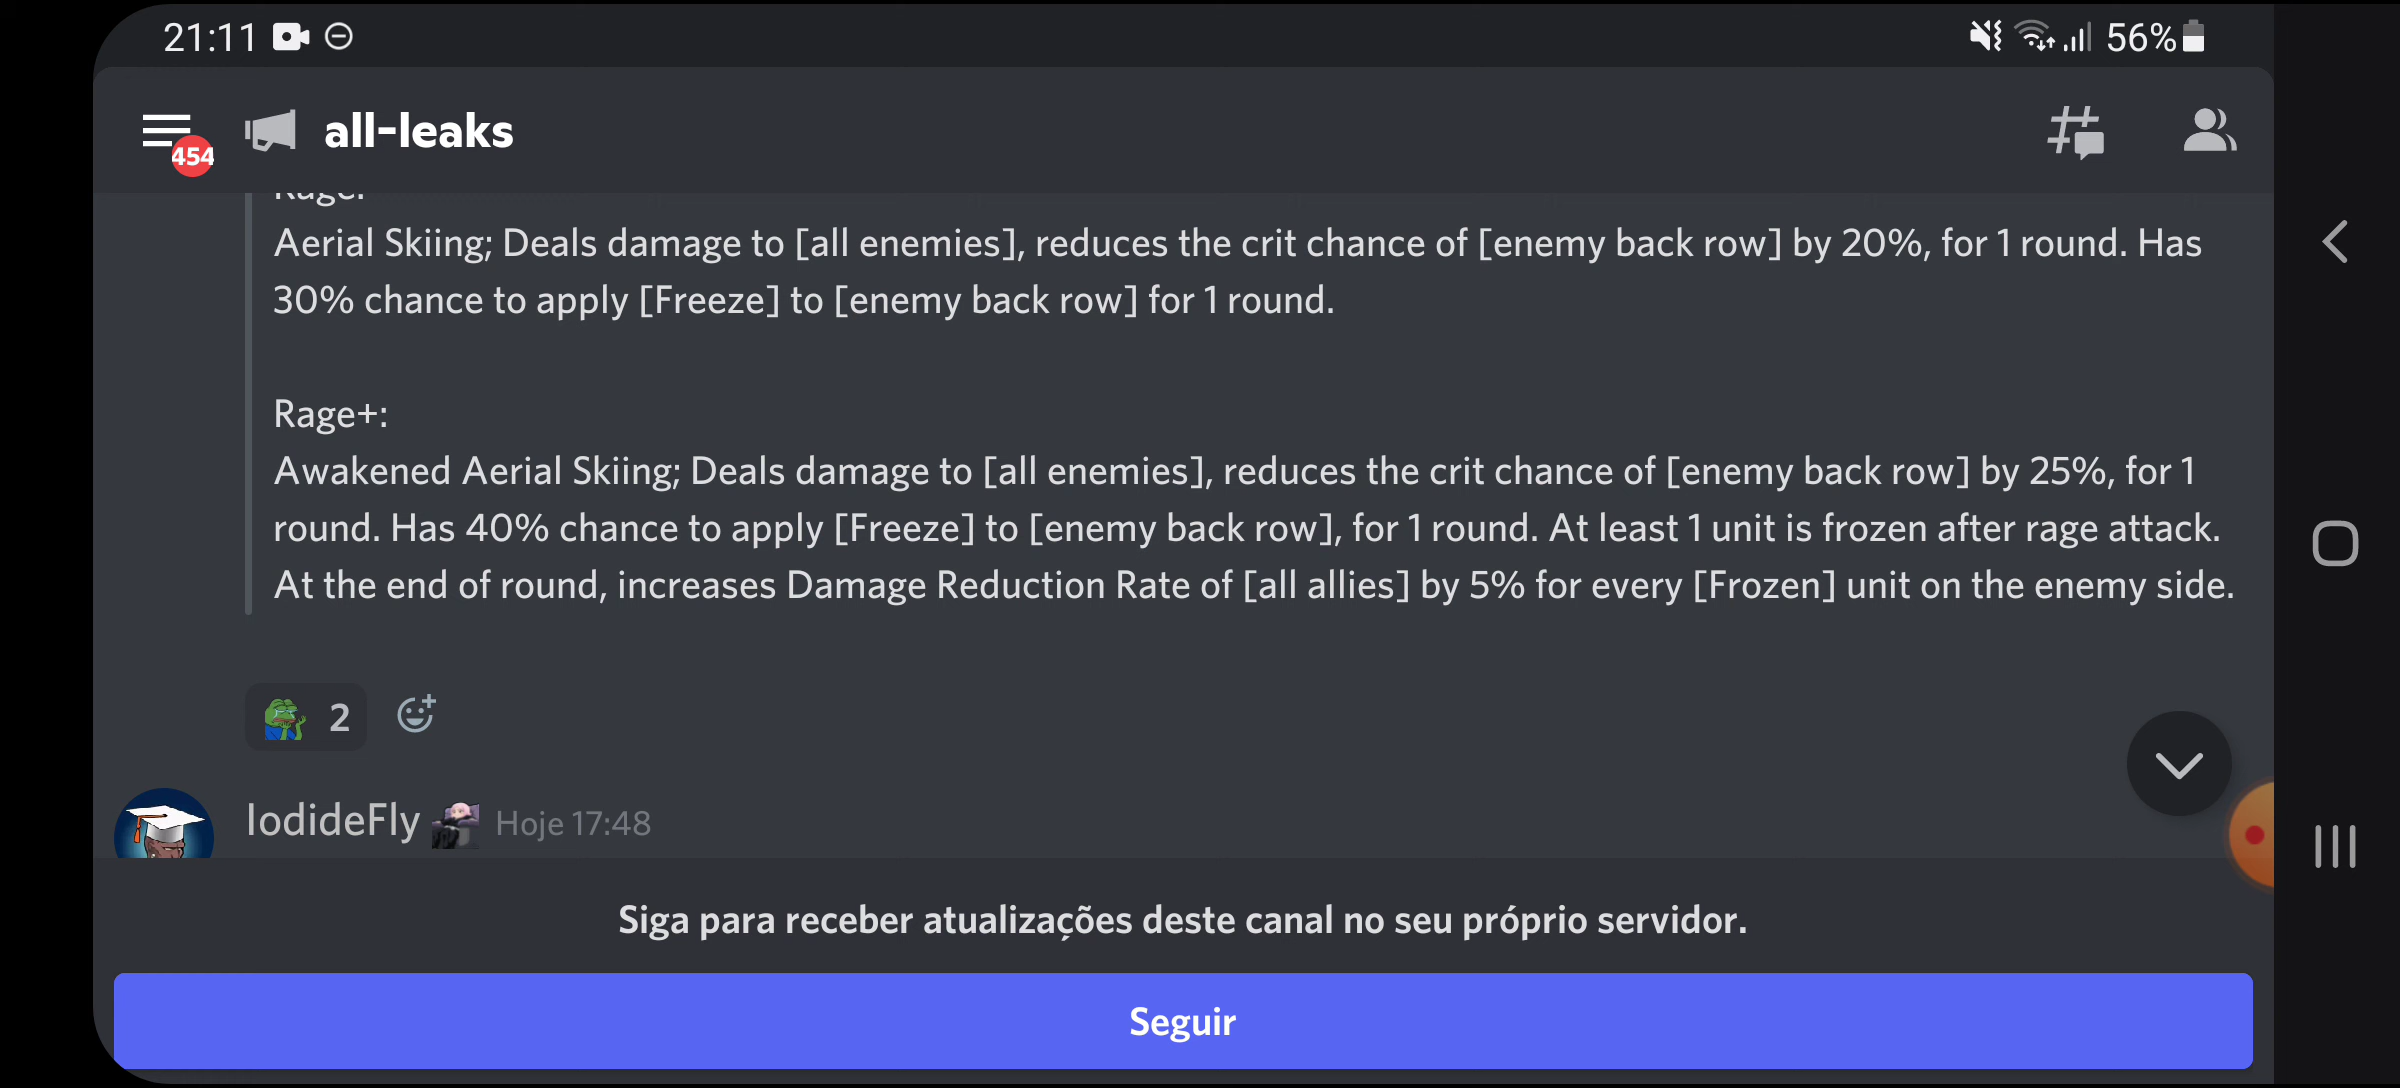 21:11
56%
454
all-leaks
Rage:
Aerial Skiing; Deals damage to [all enemies], reduces the crit chance of [enemy back row] by 20%, for 1 round. Has
30% chance to apply [Freeze] to [enemy back row] for 1 round.
Rage+:
Awakened Aerial Skiing; Deals damage to [all enemies], reduces the crit chance of [enemy back row] by 25%, for 1
round. Has 40% chance to apply [Freeze] to [enemy back row], for 1 round. At least 1 unit is frozen after rage attack.
At the end of round, increases Damage Reduction Rate of [all allies] by 5% for every [Frozen] unit on the enemy side.
2
IodideFly Hoje 17:48
Siga para receber atualizações deste canal no seu próprio servidor.
Seguir